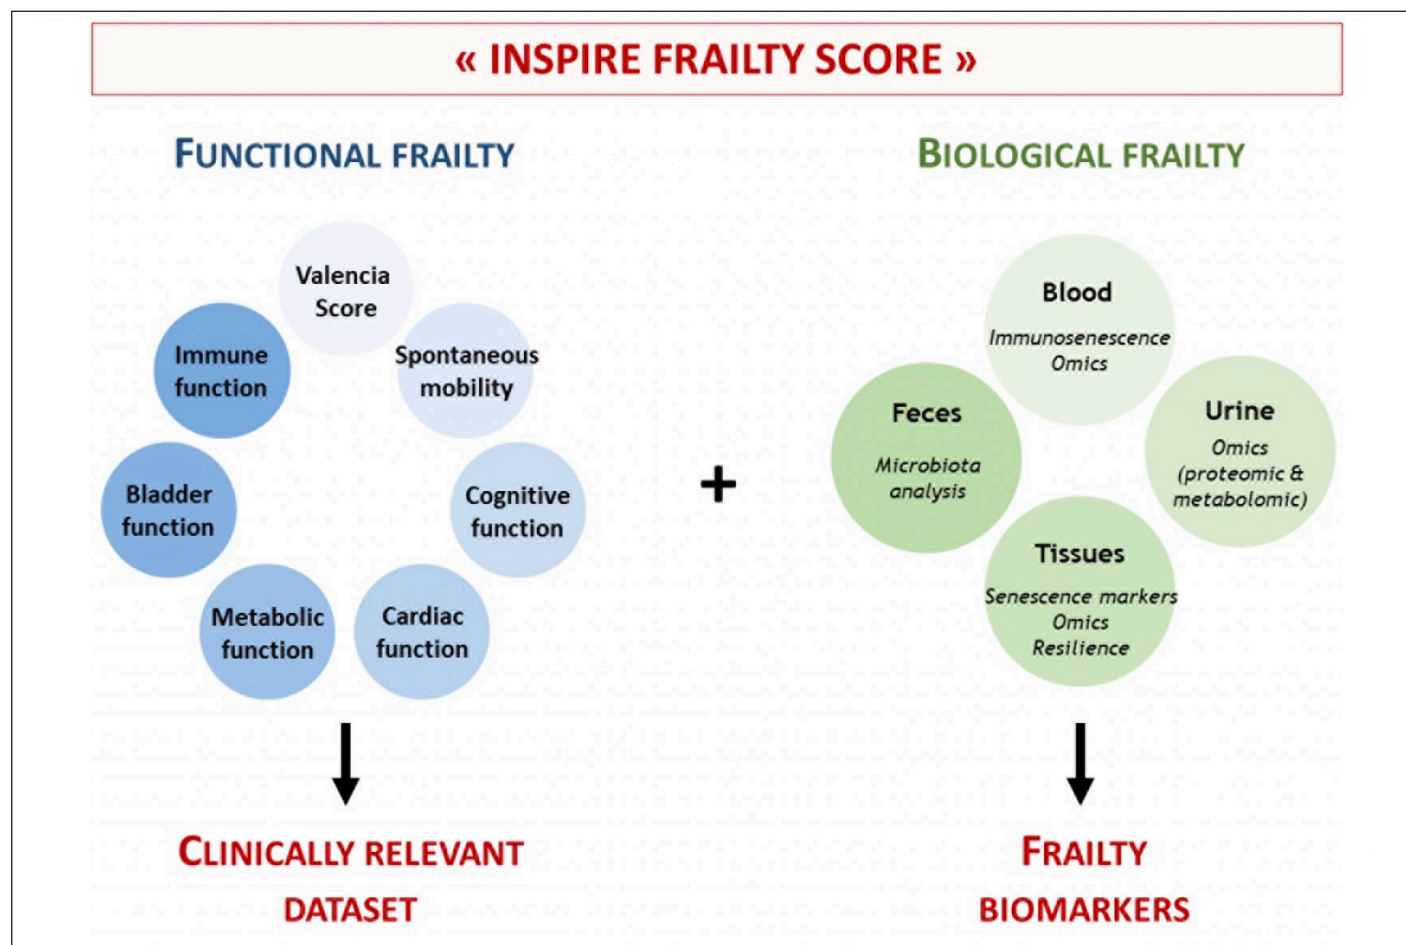 « INSPIRE FRAILTY SCORE »
FUNCTIONAL FRAILTY
Valencia
Score
Spontaneous
mobility
Cognitive
function
Cardiac
function
Metabolic
function
Bladder
function
Immune
function
CLINICALLY RELEVANT
DATASET
+
BIOLOGICAL FRAILTY
Blood
Immunosenescence
Omics
Urine
Omics
(proteomic &
metabolomic)
Tissues
Senescence markers
Omics
Resilience
Feces
Microbiota
analysis
FRAILTY
BIOMARKERS